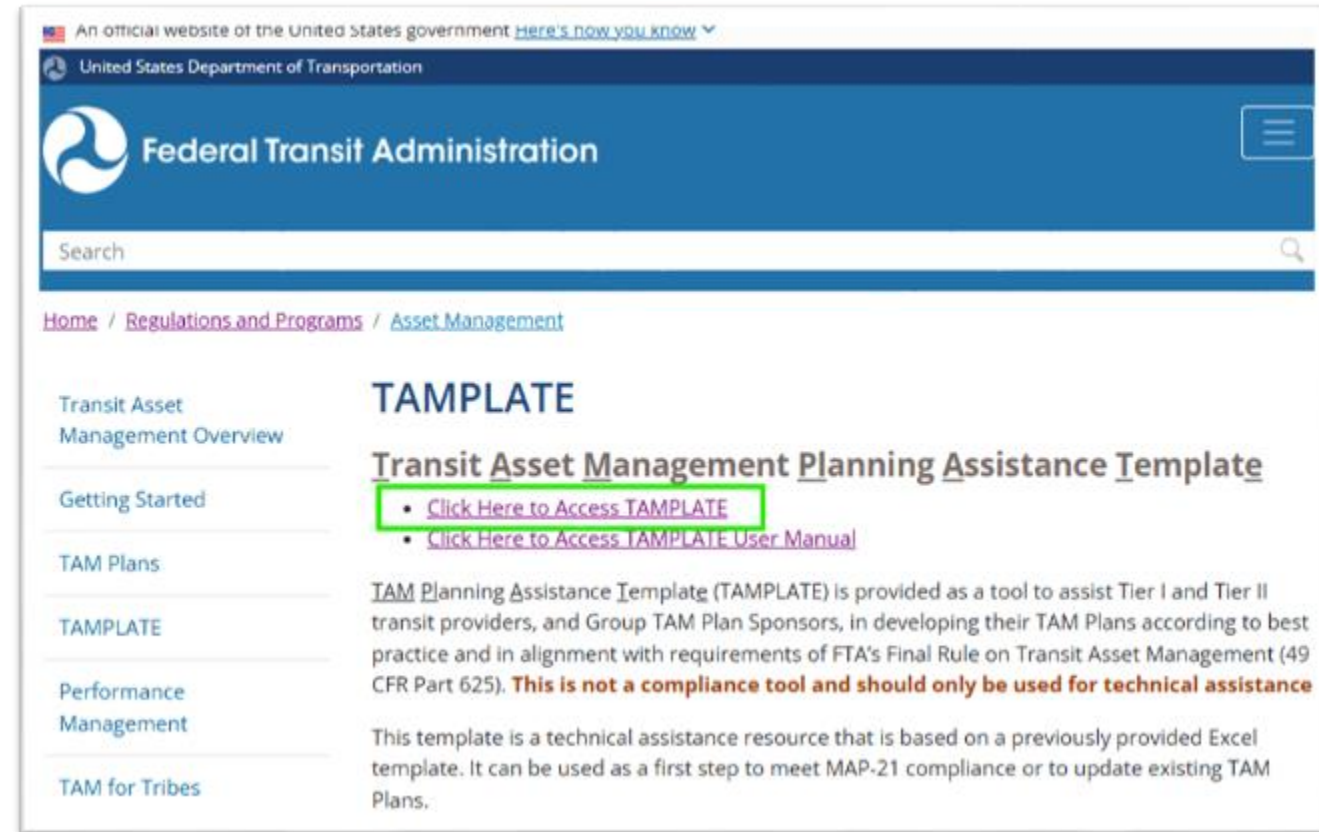 An official website of the United States government Here's how you know
United States Department of Transportation
Federal Transit Administration
Search
Home / Regulations and Programs / Asset Management
Transit Asset
Management Overview
Getting Started
TAM Plans
TAMPLATE
Performance
Management
TAM for Tribes
TAMPLATE
Transit Asset Management Planning Assistance Template
• Click Here to Access TAMPLATE
• Click Here to Access TAMPLATE User Manual
TAM Planning Assistance Template (TAMPLATE) is provided as a tool to assist Tier I and Tier II
transit providers, and Group TAM Plan Sponsors, in developing their TAM Plans according to best
practice and in alignment with requirements of FTA's Final Rule on Transit Asset Management (49
CFR Part 625). This is not a compliance tool and should only be used for technical assistance
This template is a technical assistance resource that is based on a previously provided Excel
template. It can be used as a first step to meet MAP-21 compliance or to update existing TAM
Plans.